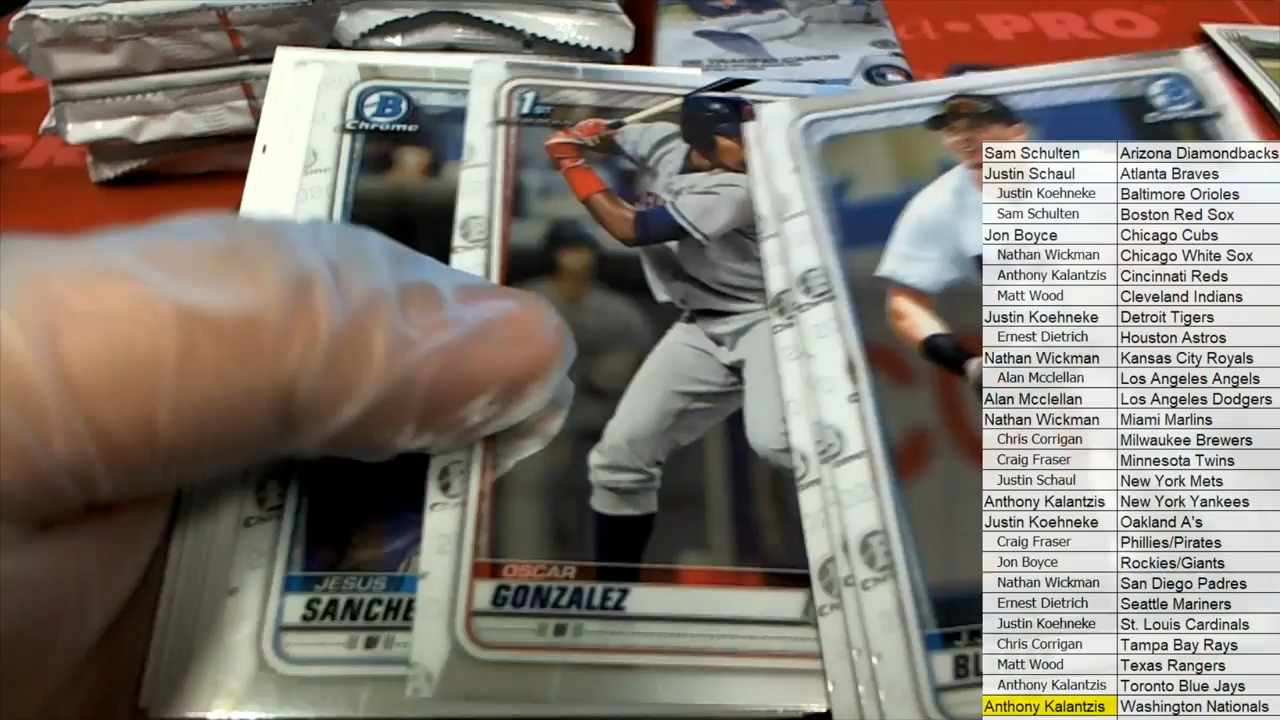 PRO
TRADING CARDS
B
Chrome
1ST
JESUS
SANCHE
OSCAR
GONZALEZ
BL
Sam Schulten Arizona Diamondbacks
Justin Schaul Atlanta Braves
Justin Koehneke Baltimore Orioles
Sam Schulten Boston Red Sox
Jon Boyce Chicago Cubs
Nathan Wickman Chicago White Sox
Anthony Kalantzis Cincinnati Reds
Matt Wood Cleveland Indians
Justin Koehneke Detroit Tigers
Ernest Dietrich Houston Astros
Nathan Wickman Kansas City Royals
Alan Mcclellan Los Angeles Angels
Alan Mcclellan Los Angeles Dodgers
Nathan Wickman Miami Marlins
Chris Corrigan Milwaukee Brewers
Craig Fraser Minnesota Twins
Justin Schaul New York Mets
Anthony Kalantzis New York Yankees
Justin Koehneke Oakland A's
Craig Fraser Phillies/Pirates
Jon Boyce Rockies/Giants
Nathan Wickman San Diego Padres
Ernest Dietrich Seattle Mariners
Justin Koehneke St. Louis Cardinals
Chris Corrigan Tampa Bay Rays
Matt Wood Texas Rangers
Anthony Kalantzis Toronto Blue Jays
Anthony Kalantzis Washington Nationals